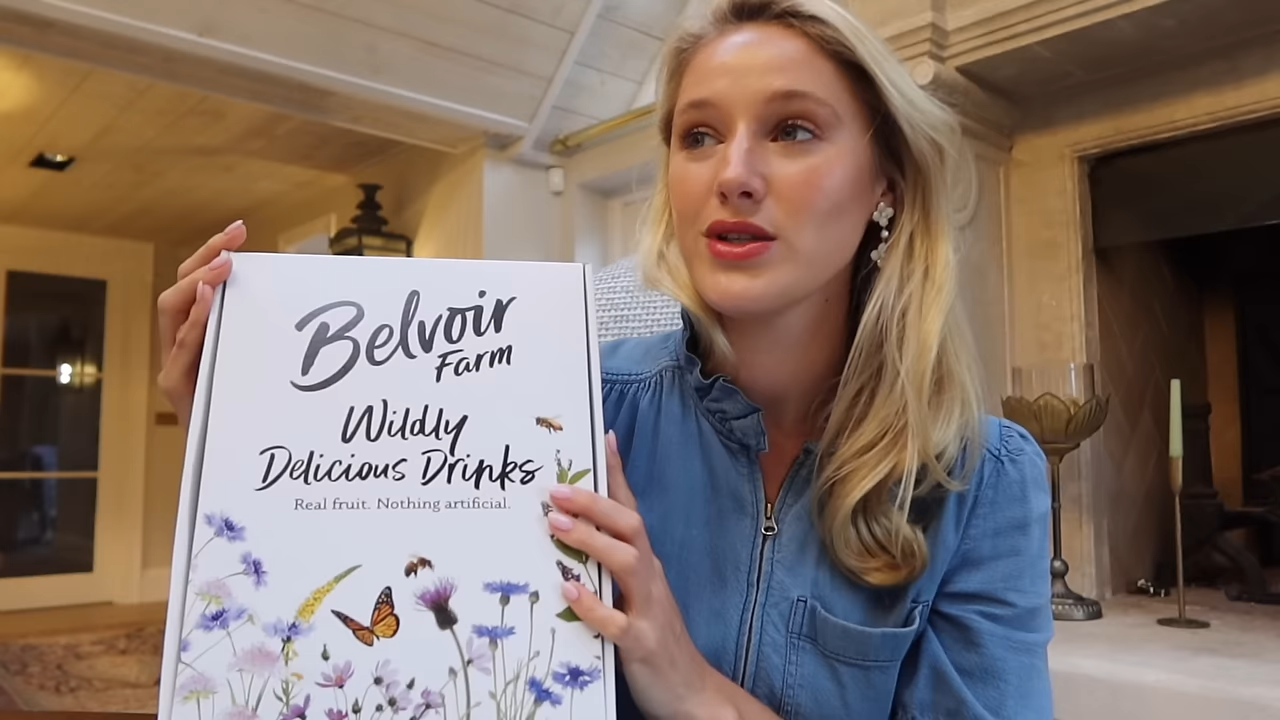 Belvoir
Farm
Wildly
Delicious Drinks
Real fruit. Nothing artificial.